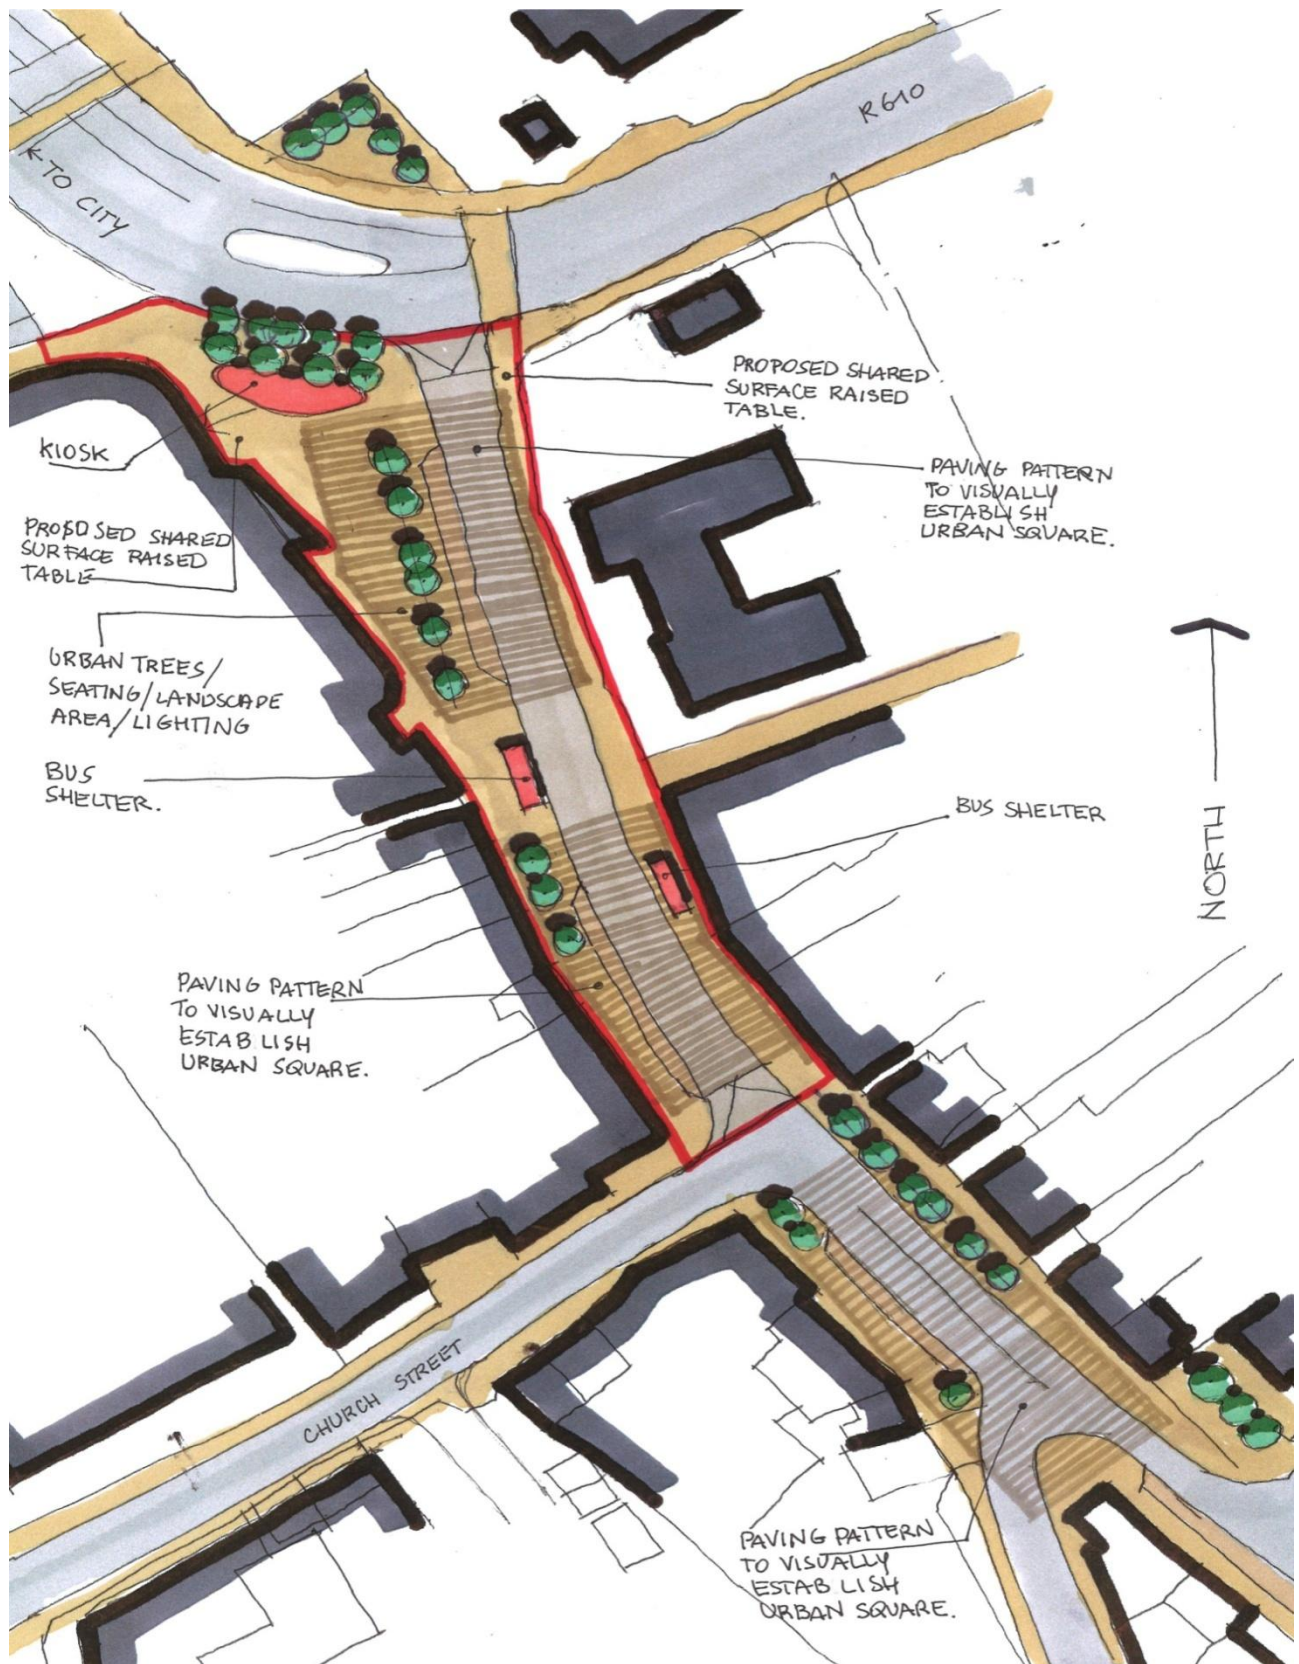 R610
← TO CITY
PROPOSED SHARED
SURFACE RAISED
TABLE.
KIOSK
PAVING PATTERN
TO VISUALLY
ESTABLISH
URBAN SQUARE.
PROPOSED SHARED
SURFACE RAISED
TABLE
URBAN TREES/
SEATING/LANDSCAPE
AREA/LIGHTING
BUS
SHELTER.
BUS SHELTER
NORTH
PAVING PATTERN
TO VISUALLY
ESTABLISH
URBAN SQUARE.
CHURCH STREET
PAVING PATTERN
TO VISUALLY
ESTABLISH
URBAN SQUARE.